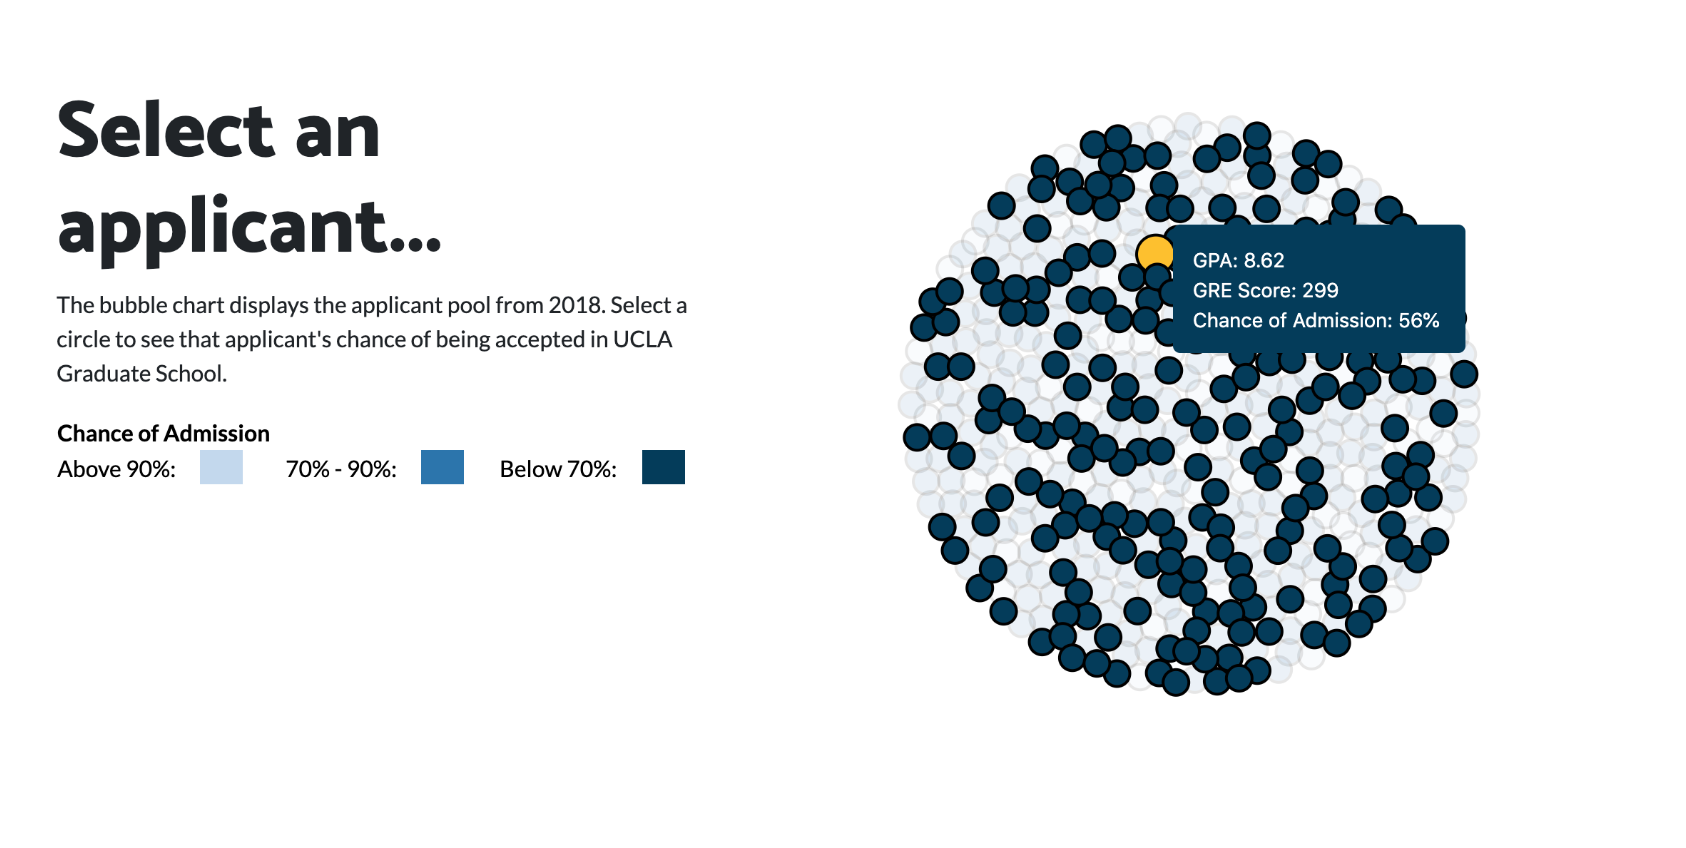 Select an
applicant...
The bubble chart displays the applicant pool from 2018. Select a
circle to see that applicant's chance of being accepted in UCLA
Graduate School.
Chance of Admission
Above 90%: 70% - 90%: Below 70%:
GPA: 8.62
GRE Score: 299
Chance of Admission: 56%